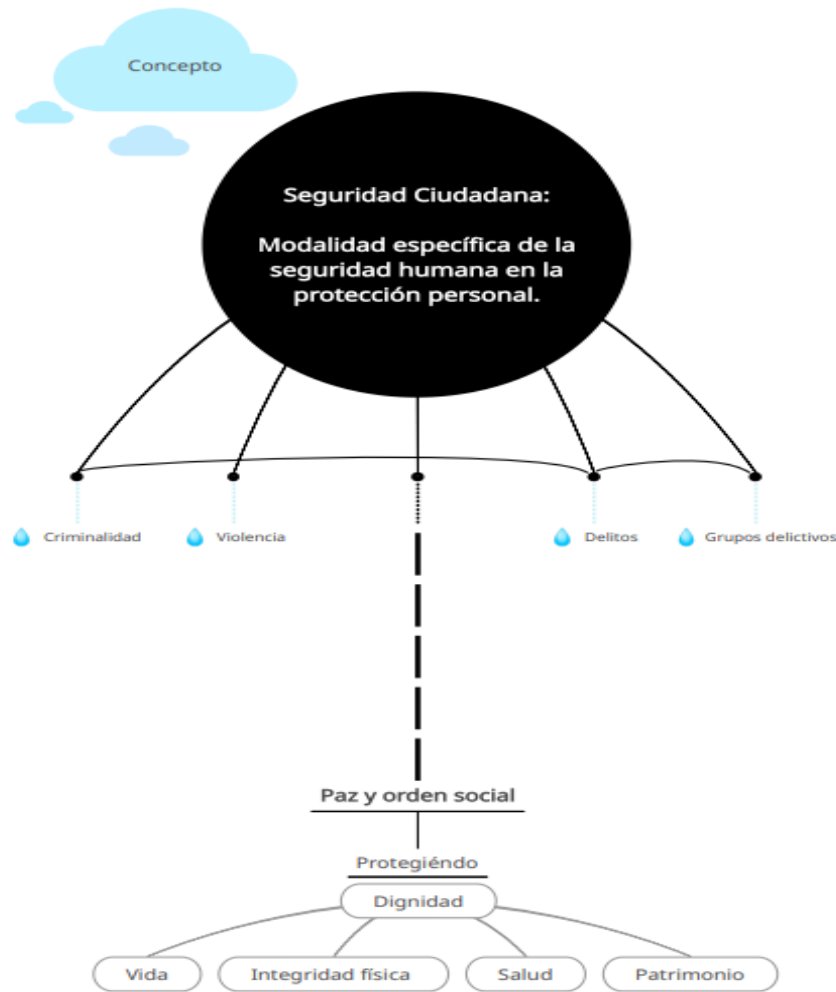 Concepto
Seguridad Ciudadana:
Modalidad específica de la
seguridad humana en la
protección personal.
Criminalidad
Violencia
Delitos
Grupos delictivos
Paz y orden social
Protegiéndo
Dignidad
Vida
Integridad física
Salud
Patrimonio